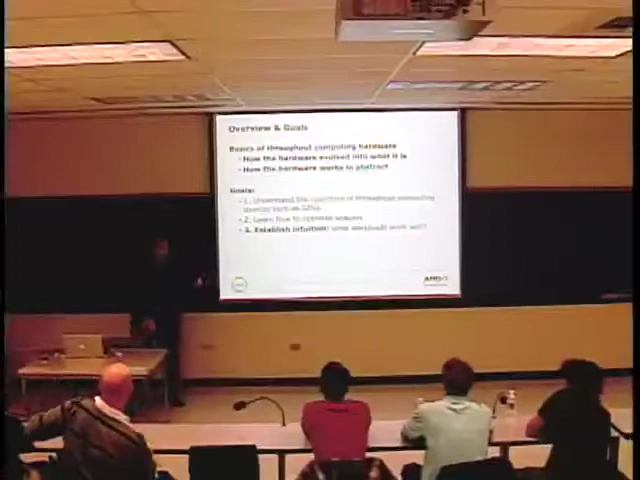 Overview & Goals
Basics of throughput computing hardware
- How the hardware evolved into what it is
- How the hardware works in abstract
Goals:
- 1. Understand the operation of throughput computing
devices such as GPUs
- 2. Learn how to optimize
- 3. Establish intuition: what workloads work well?
AMD